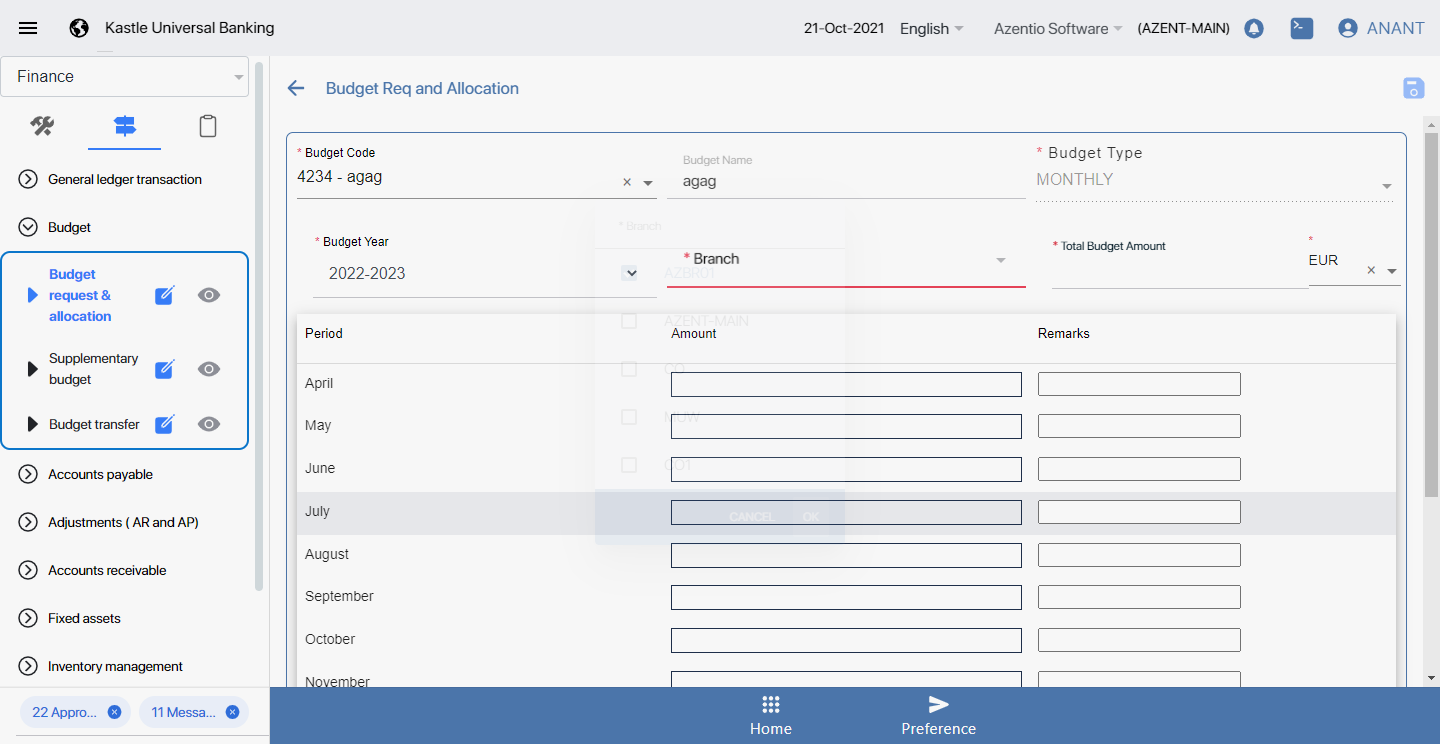 Kastle Universal Banking
21-Oct-2021
English
Azentio Software
(AZENT-MAIN)
ANANT
Finance
Budget Req and Allocation
General ledger transaction
Budget
Budget
request &
allocation
Supplementary
budget
Budget transfer
Accounts payable
Adjustments ( AR and AP)
Accounts receivable
Fixed assets
Inventory management
22 Appro...
11 Messa...
* Budget Code
4234 - agag
Budget Name
agag
* Budget Type
MONTHLY
* Budget Year
2022-2023
* Branch
* Total Budget Amount
*
EUR
* Branch
AZBR01
AZENT-MAIN
CO
MUW
CO1
CANCEL
OK
Period
Amount
Remarks
April
May
June
July
August
September
October
November
Home
Preference